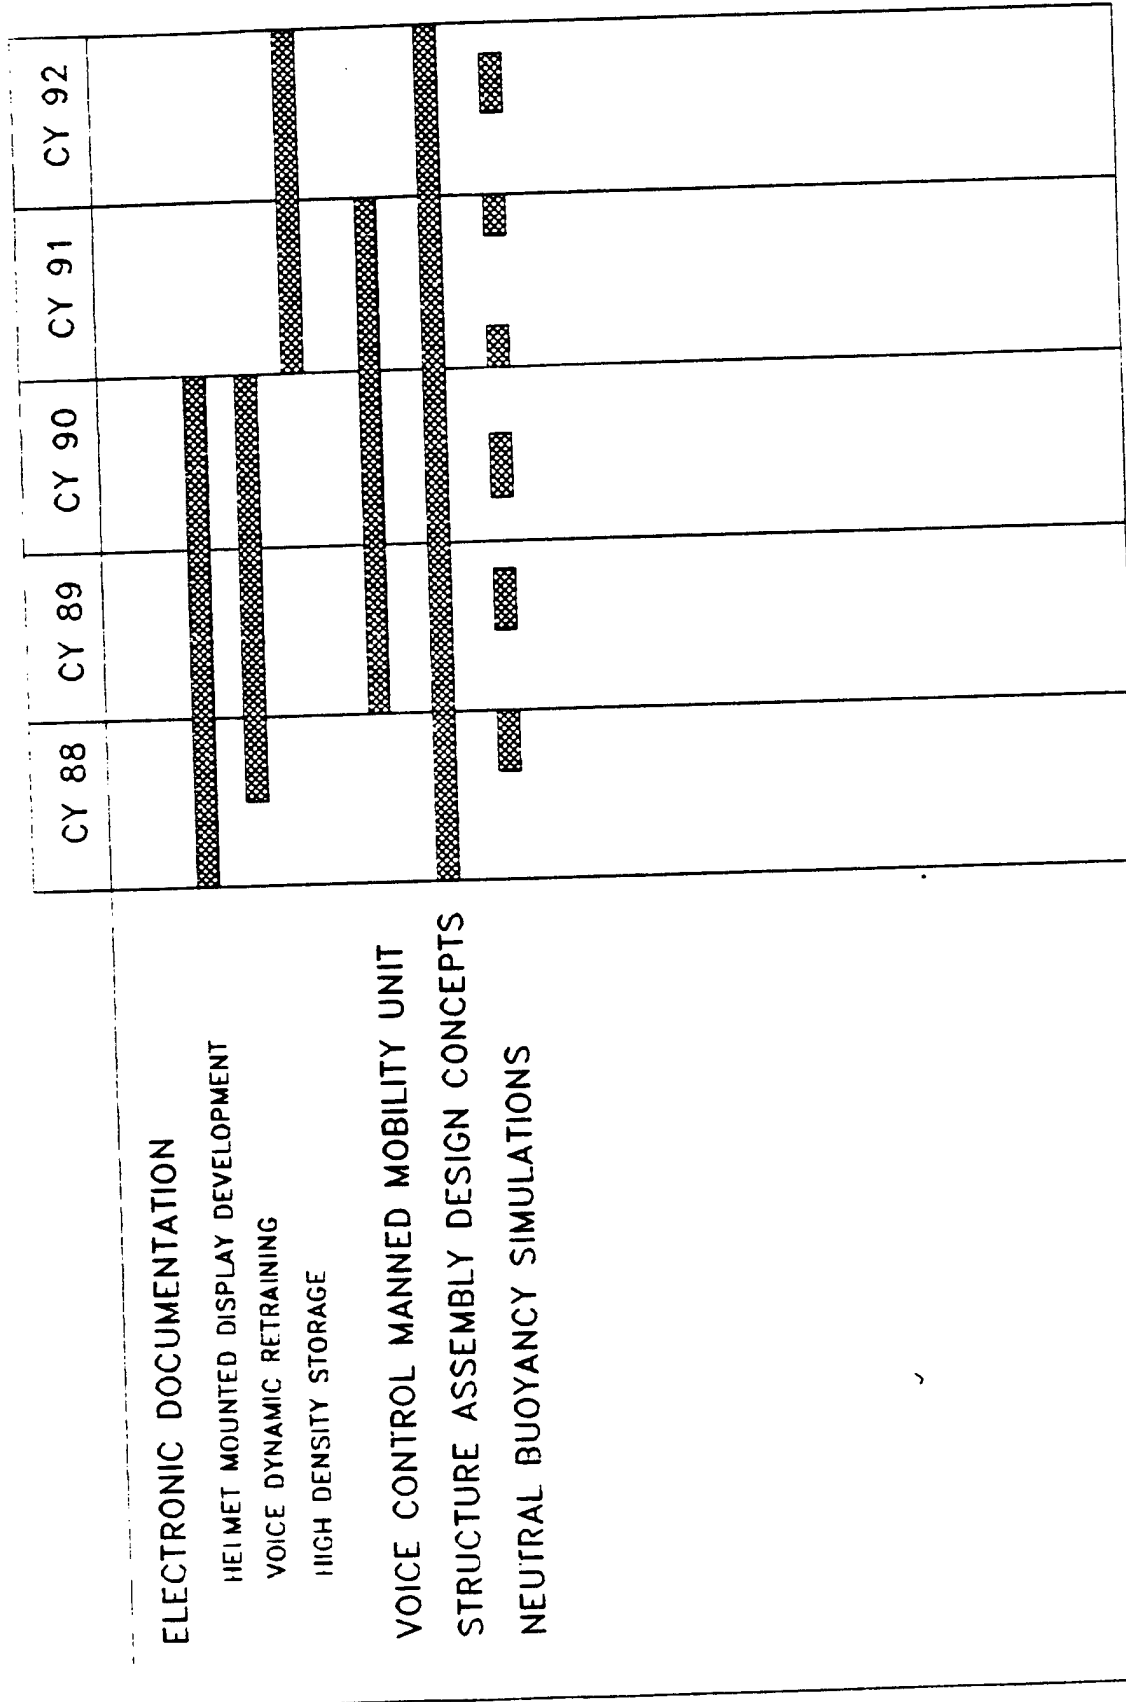 CY 88 CY 89 CY 90 CY 91 CY 92
ELECTRONIC DOCUMENTATION
HELMET MOUNTED DISPLAY DEVELOPMENT
VOICE DYNAMIC RETRAINING
HIGH DENSITY STORAGE
VOICE CONTROL MANNED MOBILITY UNIT
STRUCTURE ASSEMBLY DESIGN CONCEPTS
NEUTRAL BUOYANCY SIMULATIONS